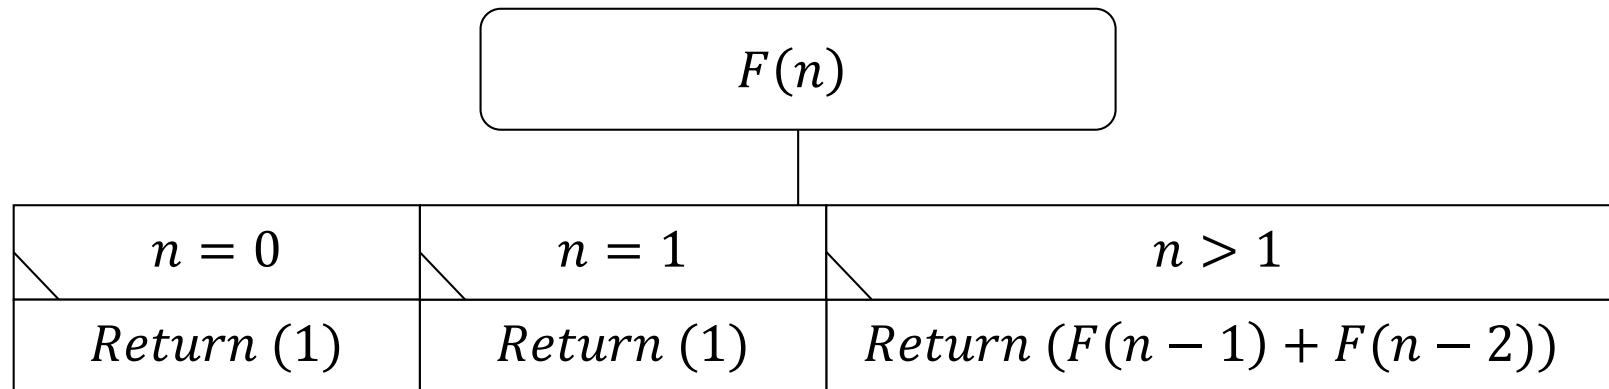 F(n)
n = 0 n = 1 n > 1
Return (1) Return (1) Return (F(n − 1) + F(n − 2))